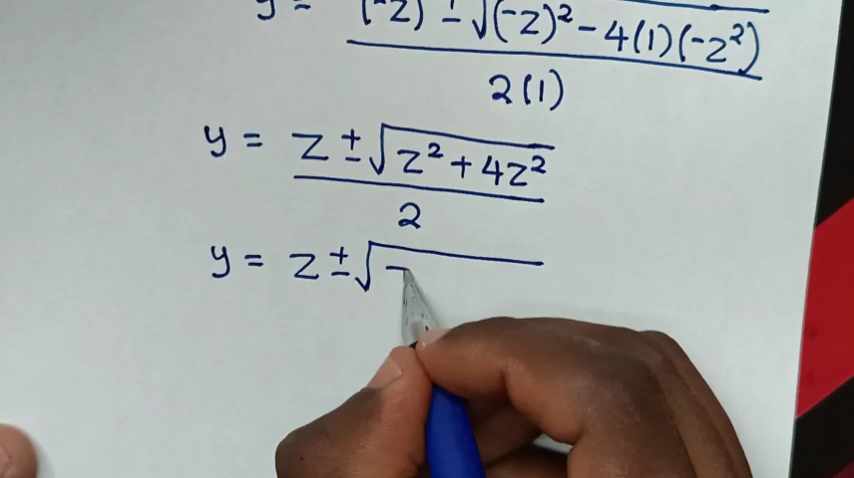 y = (-z) ± √(-z)² - 4(1)(-z²)
2(1)
y = z ± √z² + 4z²
2
y = z ± √